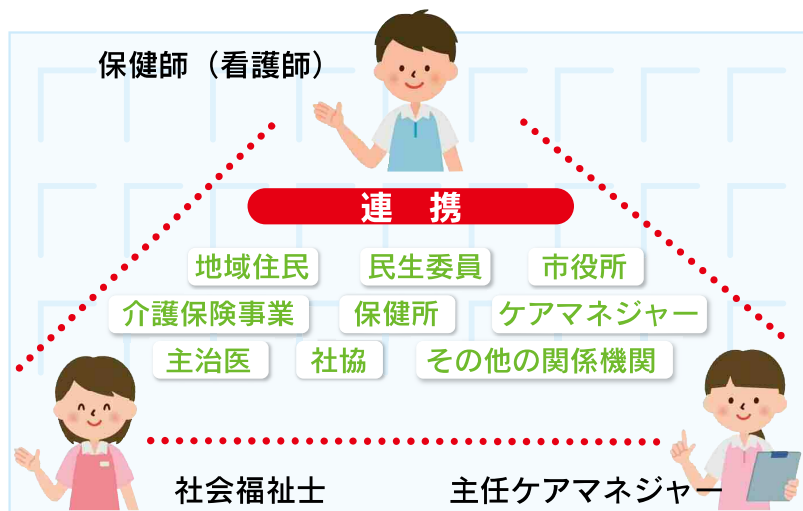 保健師（看護師）
連 携
地域住民 民生委員 市役所
介護保険事業 保健所 ケアマネジャー
主治医 社協 その他の関係機関
社会福祉士 主任ケアマネジャー